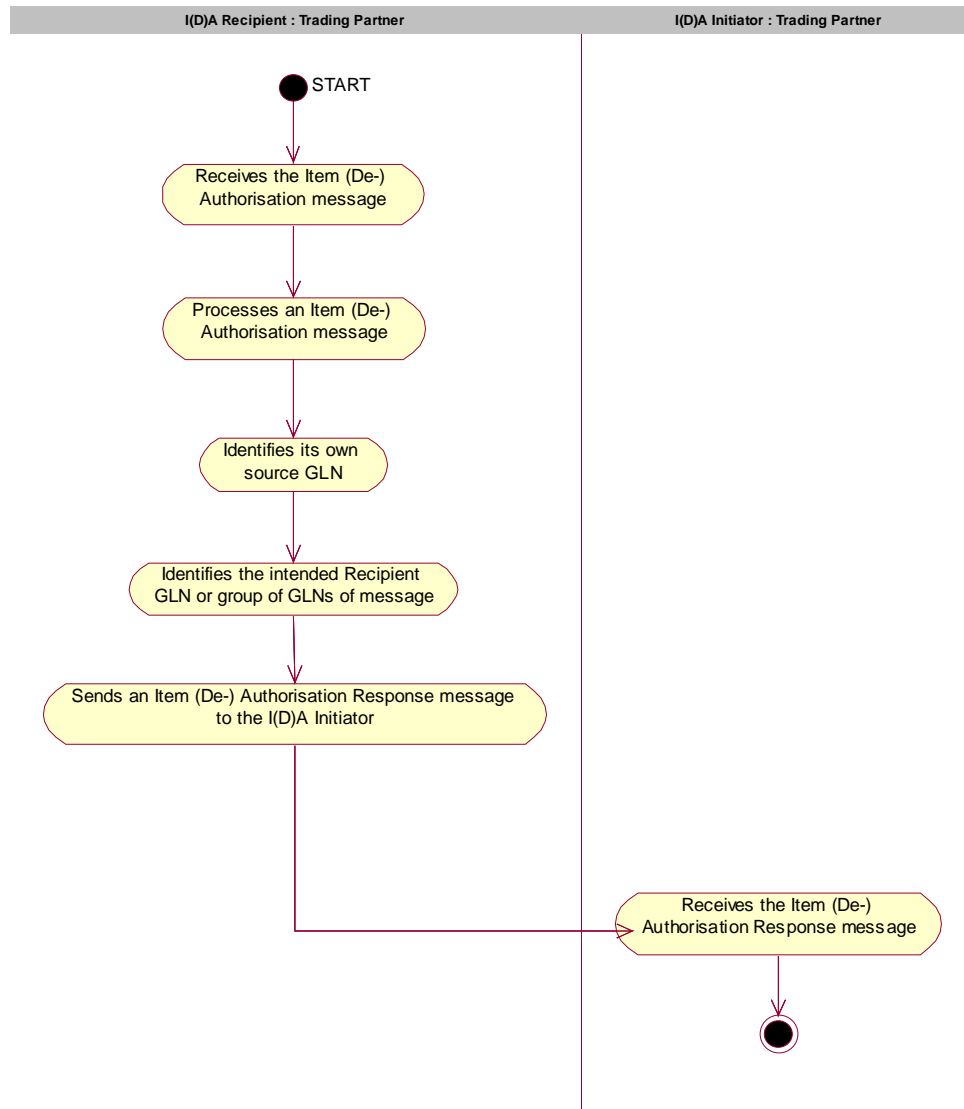 I(D)A Recipient : Trading Partner
I(D)A Initiator : Trading Partner
START
Receives the Item (De-)
Authorisation message
Processes an Item (De-)
Authorisation message
Identifies its own
source GLN
Identifies the intended Recipient
GLN or group of GLNs of message
Sends an Item (De-) Authorisation Response message
to the I(D)A Initiator
Receives the Item (De-)
Authorisation Response message